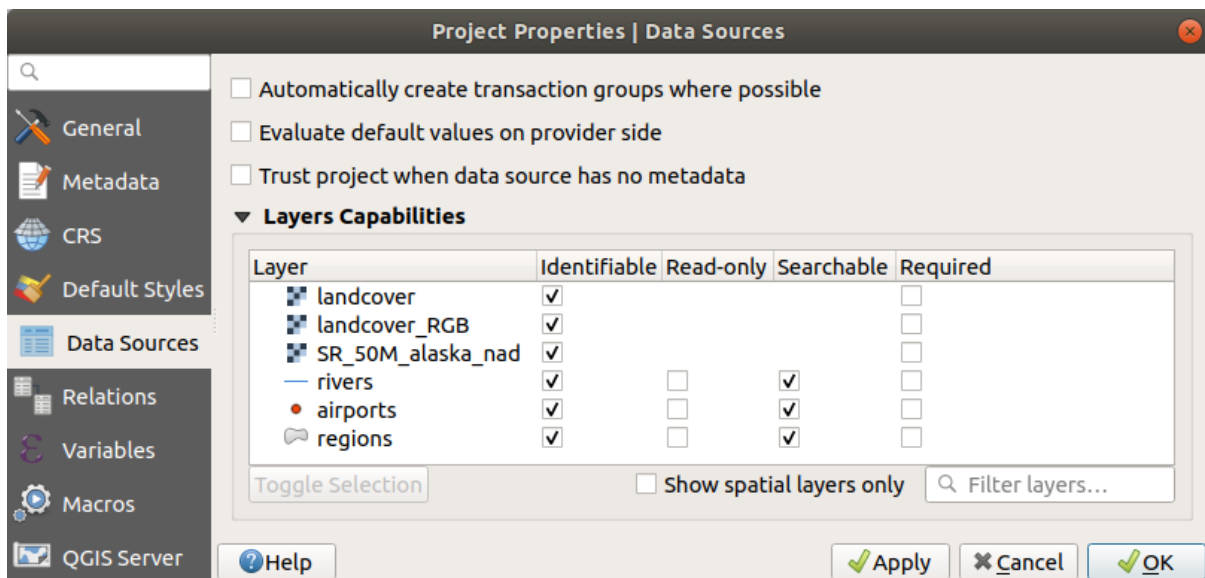 Project Properties | Data Sources
General
Metadata
CRS
Default Styles
Data Sources
Relations
Variables
Macros
QGIS Server
Automatically create transaction groups where possible
Evaluate default values on provider side
Trust project when data source has no metadata
Layers Capabilities
Layer Identifiable Read-only Searchable Required
landcover
landcover_RGB
SR_50M_alaska_nad
rivers
airports
regions
Toggle Selection Show spatial layers only Filter layers...
Help Apply Cancel OK